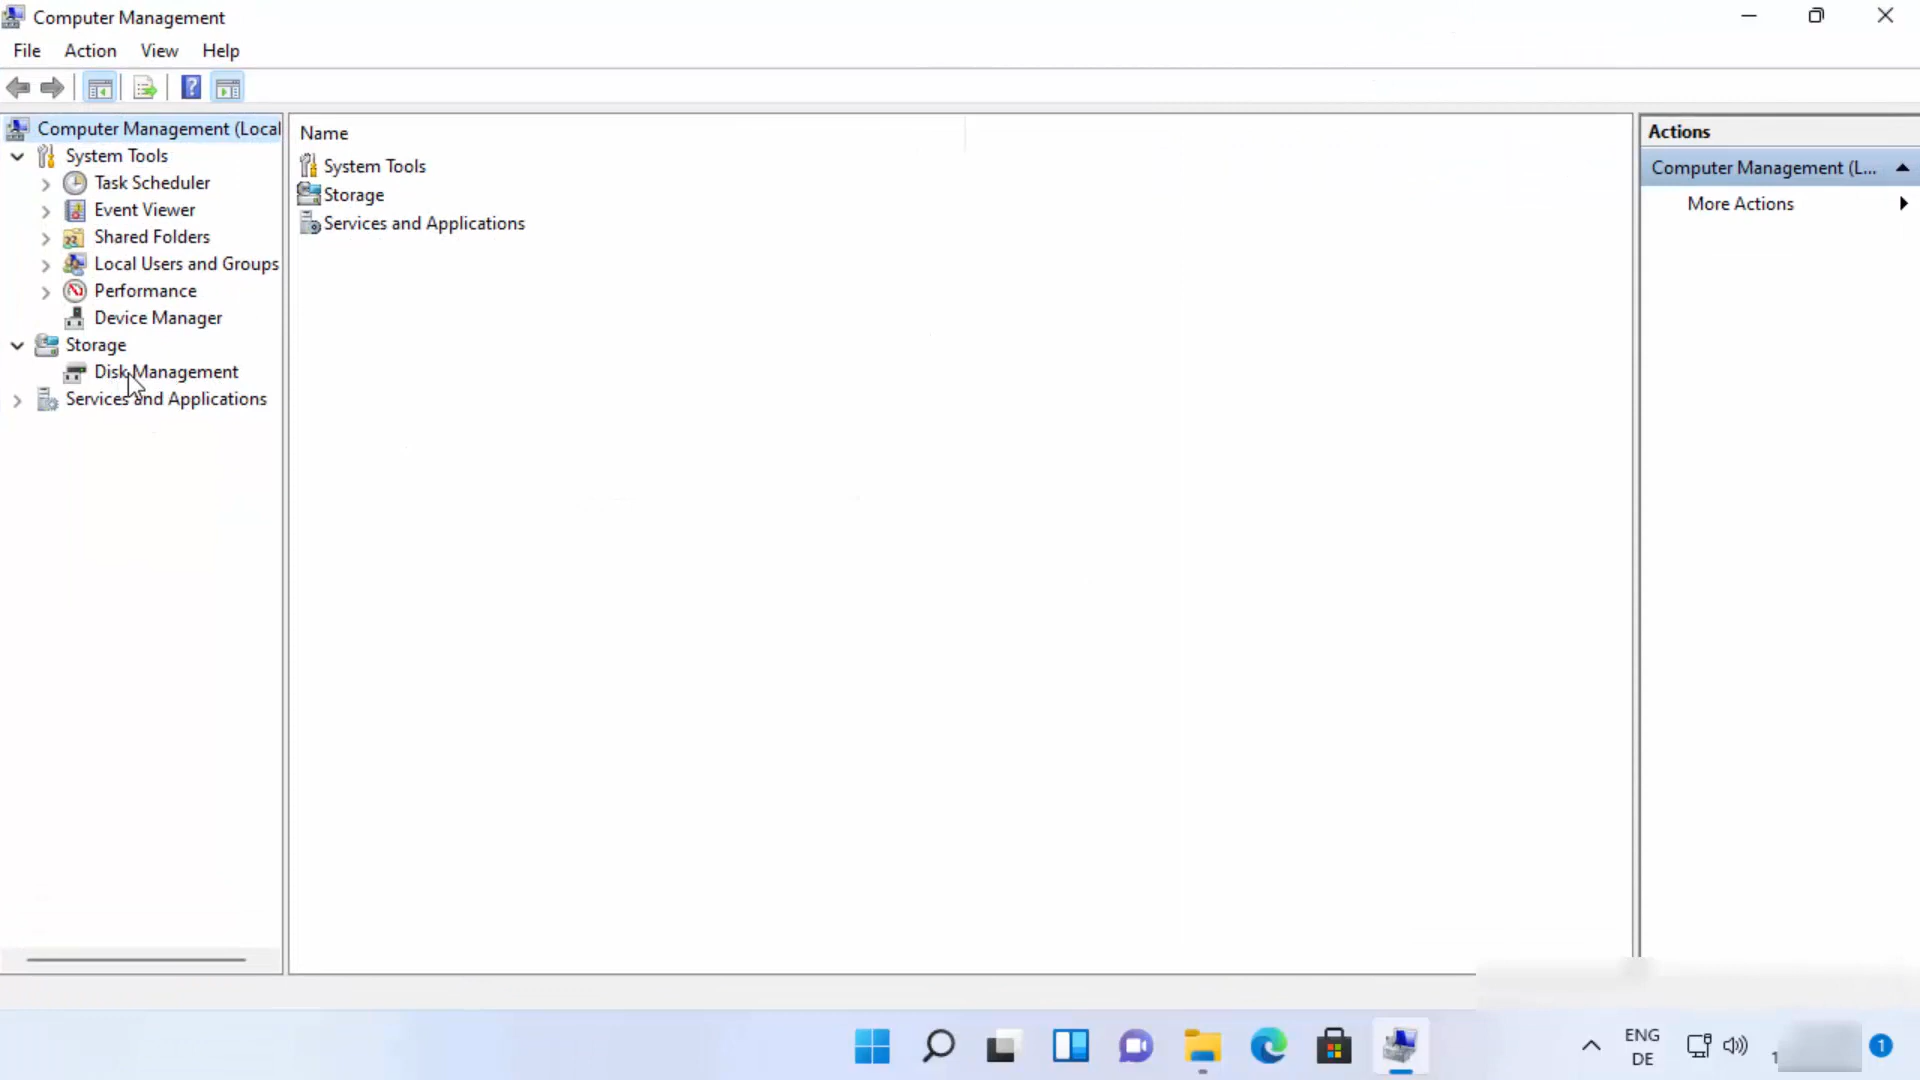 Computer Management
File Action View Help
Computer Management (Local
System Tools
Task Scheduler
Event Viewer
Shared Folders
Local Users and Groups
Performance
Device Manager
Storage
Disk Management
Services and Applications
Name
System Tools
Storage
Services and Applications
Actions
Computer Management (L...
More Actions
ENG
DE
1